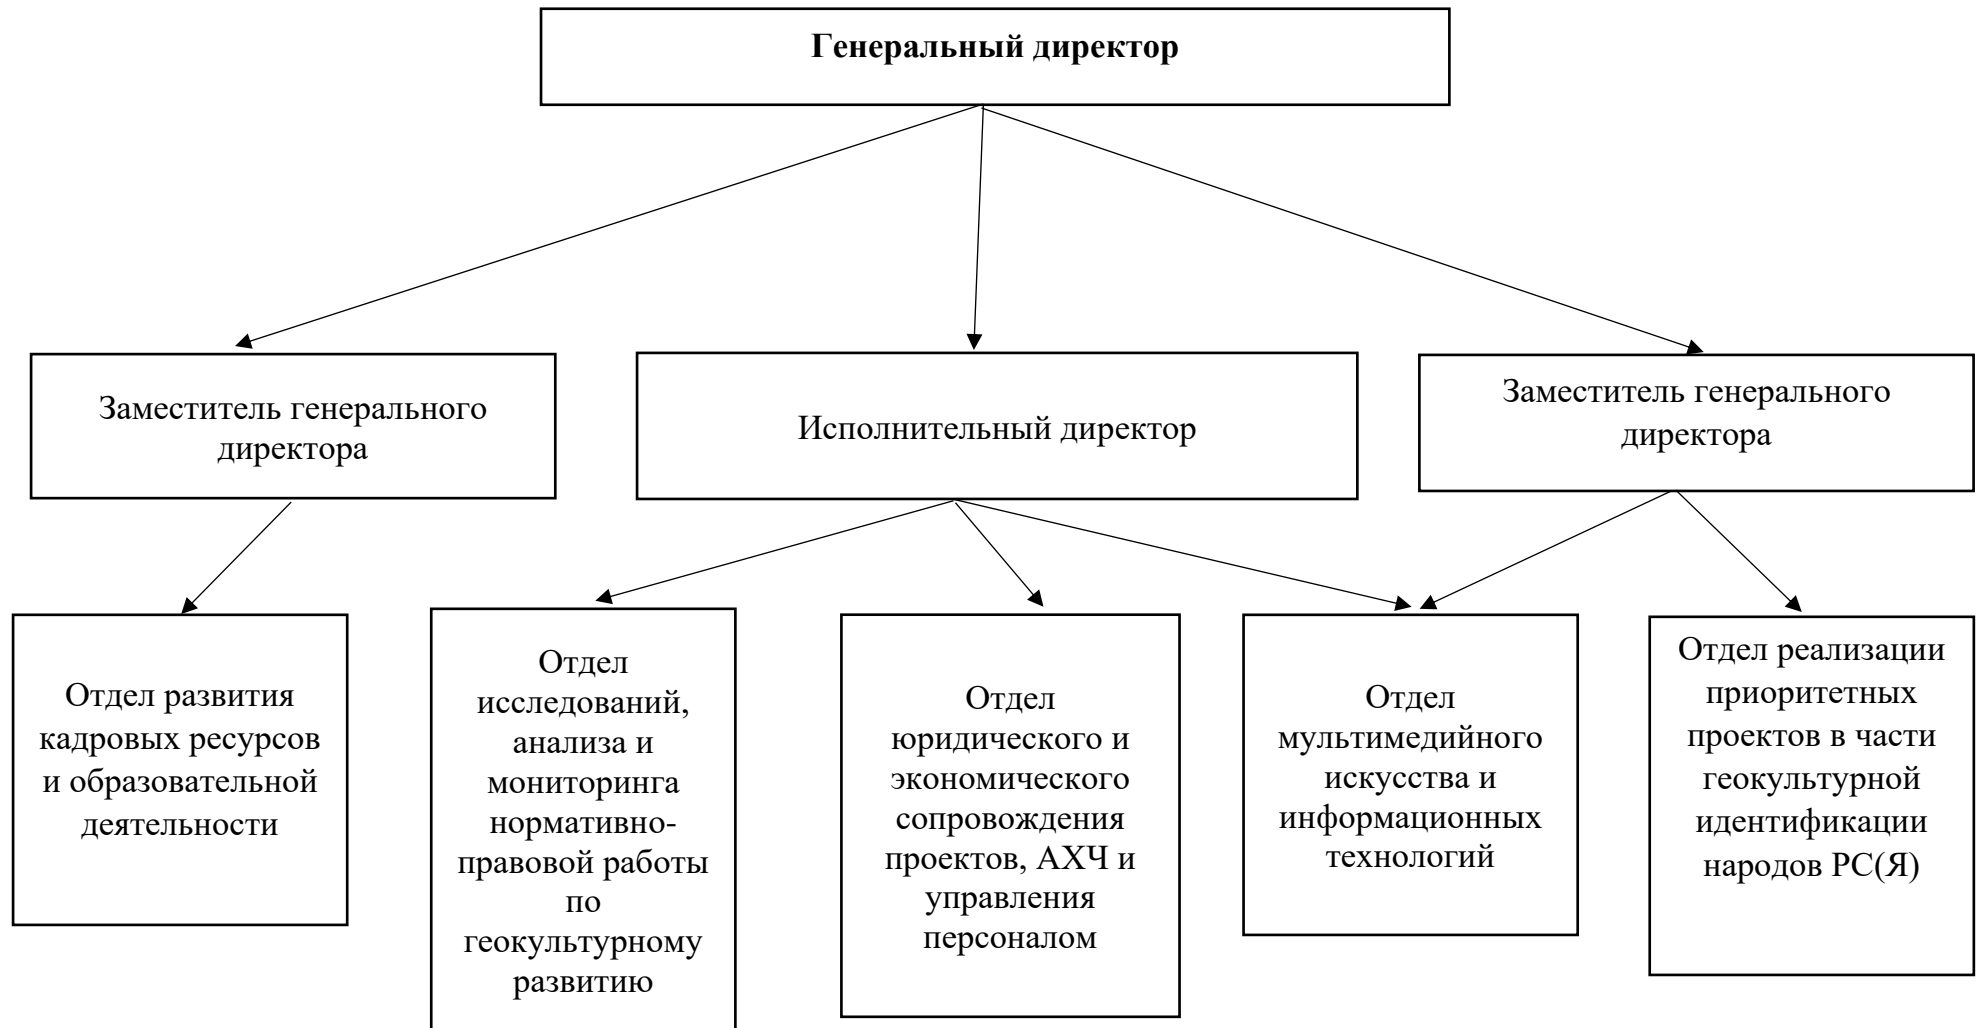 Генеральный директор
Заместитель генерального
директора
Исполнительный директор
Заместитель генерального
директора
Отдел развития
кадровых ресурсов
и образовательной
деятельности
Отдел
исследований,
анализа и
мониторинга
нормативно-
правовой работы
по
геокультурному
развитию
Отдел
юридического и
экономического
сопровождения
проектов, АХЧ и
управления
персоналом
Отдел
мультимедийного
искусства и
информационных
технологий
Отдел реализации
приоритетных
проектов в части
геокультурной
идентификации
народов РС(Я)